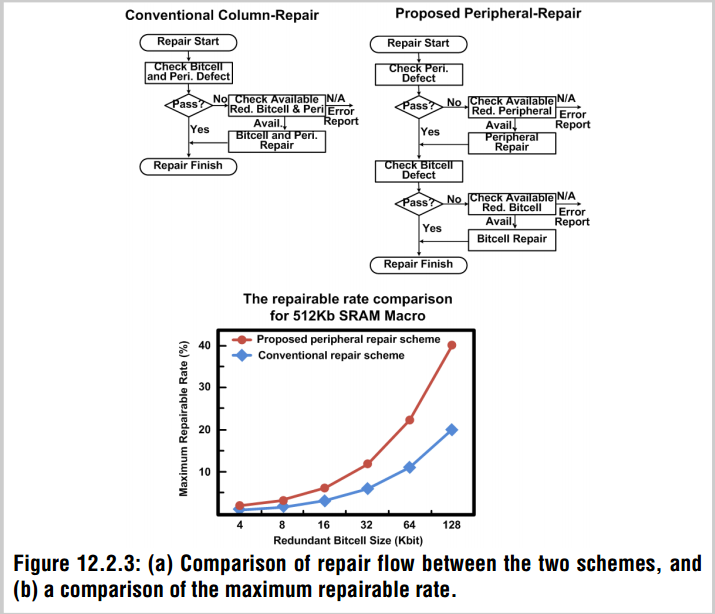 Conventional Column-Repair
Repair Start
Check Bitcell
and Peri. Defect
Pass?
No
Check Available
Red. Bitcell & Peri
N/A
Error
Report
Avail.
Yes
Bitcell and Peri.
Repair
Repair Finish
Proposed Peripheral-Repair
Repair Start
Check Peri.
Defect
Pass?
No
Check Available
Red. Peripheral
N/A
Error
Report
Avail.
Yes
Peripheral
Repair
Check Bitcell
Defect
Pass?
No
Check Available
Red. Bitcell
N/A
Error
Report
Avail.
Yes
Bitcell Repair
Repair Finish
The repairable rate comparison
for 512Kb SRAM Macro
Proposed peripheral repair scheme
Conventional repair scheme
Maximum Repairable Rate (%)
40
30
20
10
4 8 16 32 64 128
Redundant Bitcell Size (Kbit)
Figure 12.2.3: (a) Comparison of repair flow between the two schemes, and
(b) a comparison of the maximum repairable rate.